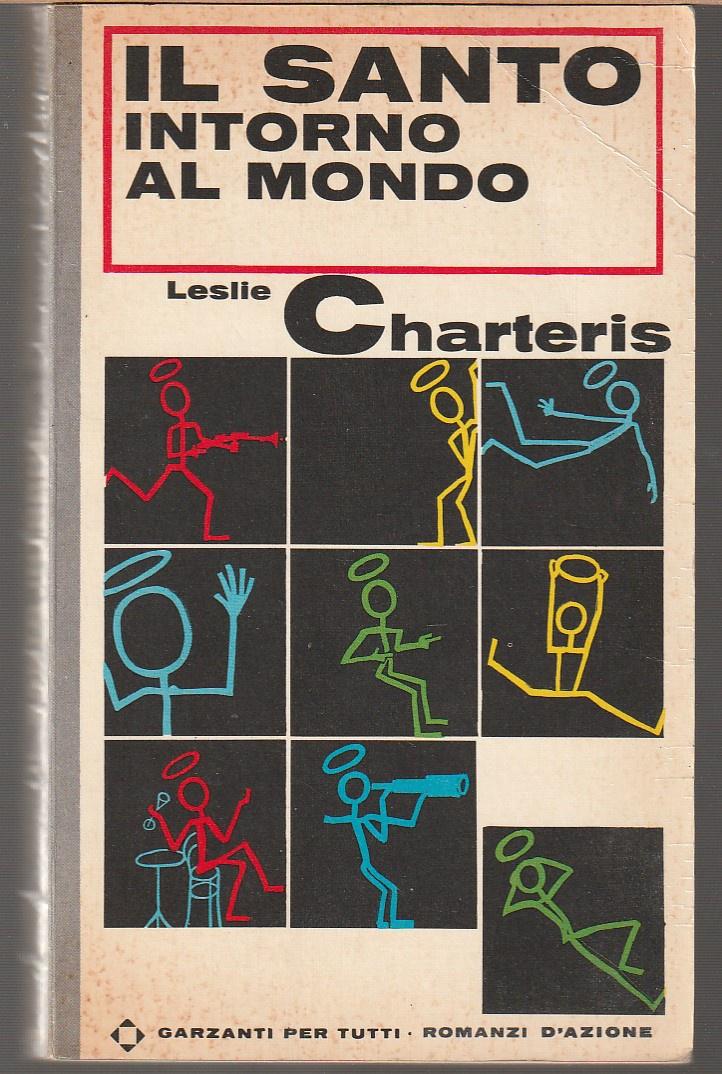 IL SANTO
INTORNO
AL MONDO
Leslie Charteris
GARZANTI PER TUTTI · ROMANZI D'AZIONE